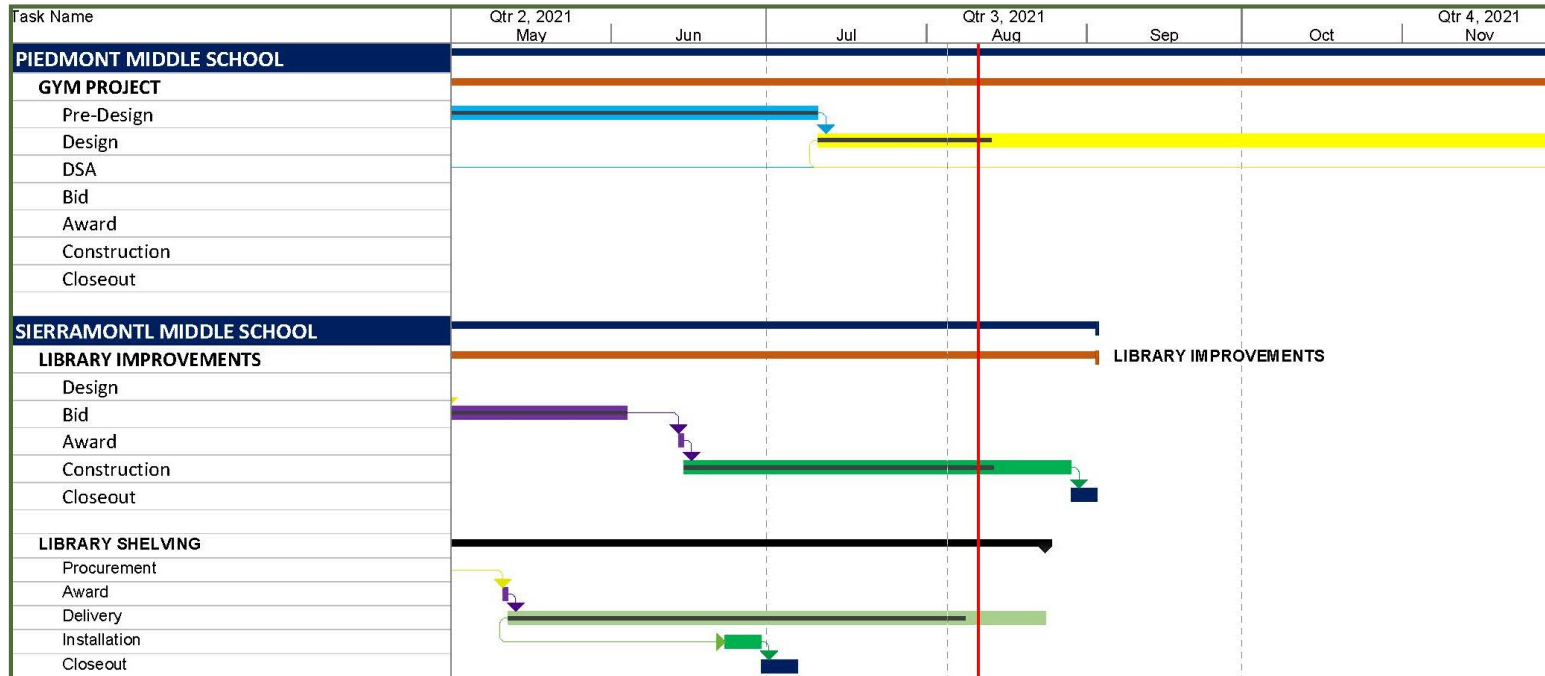 Task Name
Qtr 2, 2021 Qtr 3, 2021 Qtr 4, 2021
May Jun Jul Aug Sep Oct Nov
PIEDMONT MIDDLE SCHOOL
GYM PROJECT
Pre-Design
Design
DSA
Bid
Award
Construction
Closeout
SIERRAMONTL MIDDLE SCHOOL
LIBRARY IMPROVEMENTS LIBRARY IMPROVEMENTS
Design
Bid
Award
Construction
Closeout
LIBRARY SHELVING
Procurement
Award
Delivery
Installation
Closeout